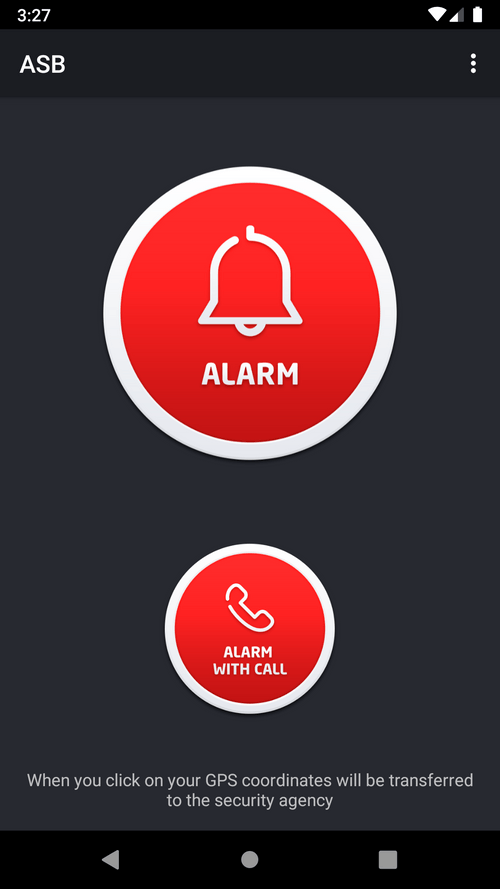 3:27
ASB
ALARM
ALARM
WITH CALL
When you click on your GPS coordinates will be transferred
to the security agency